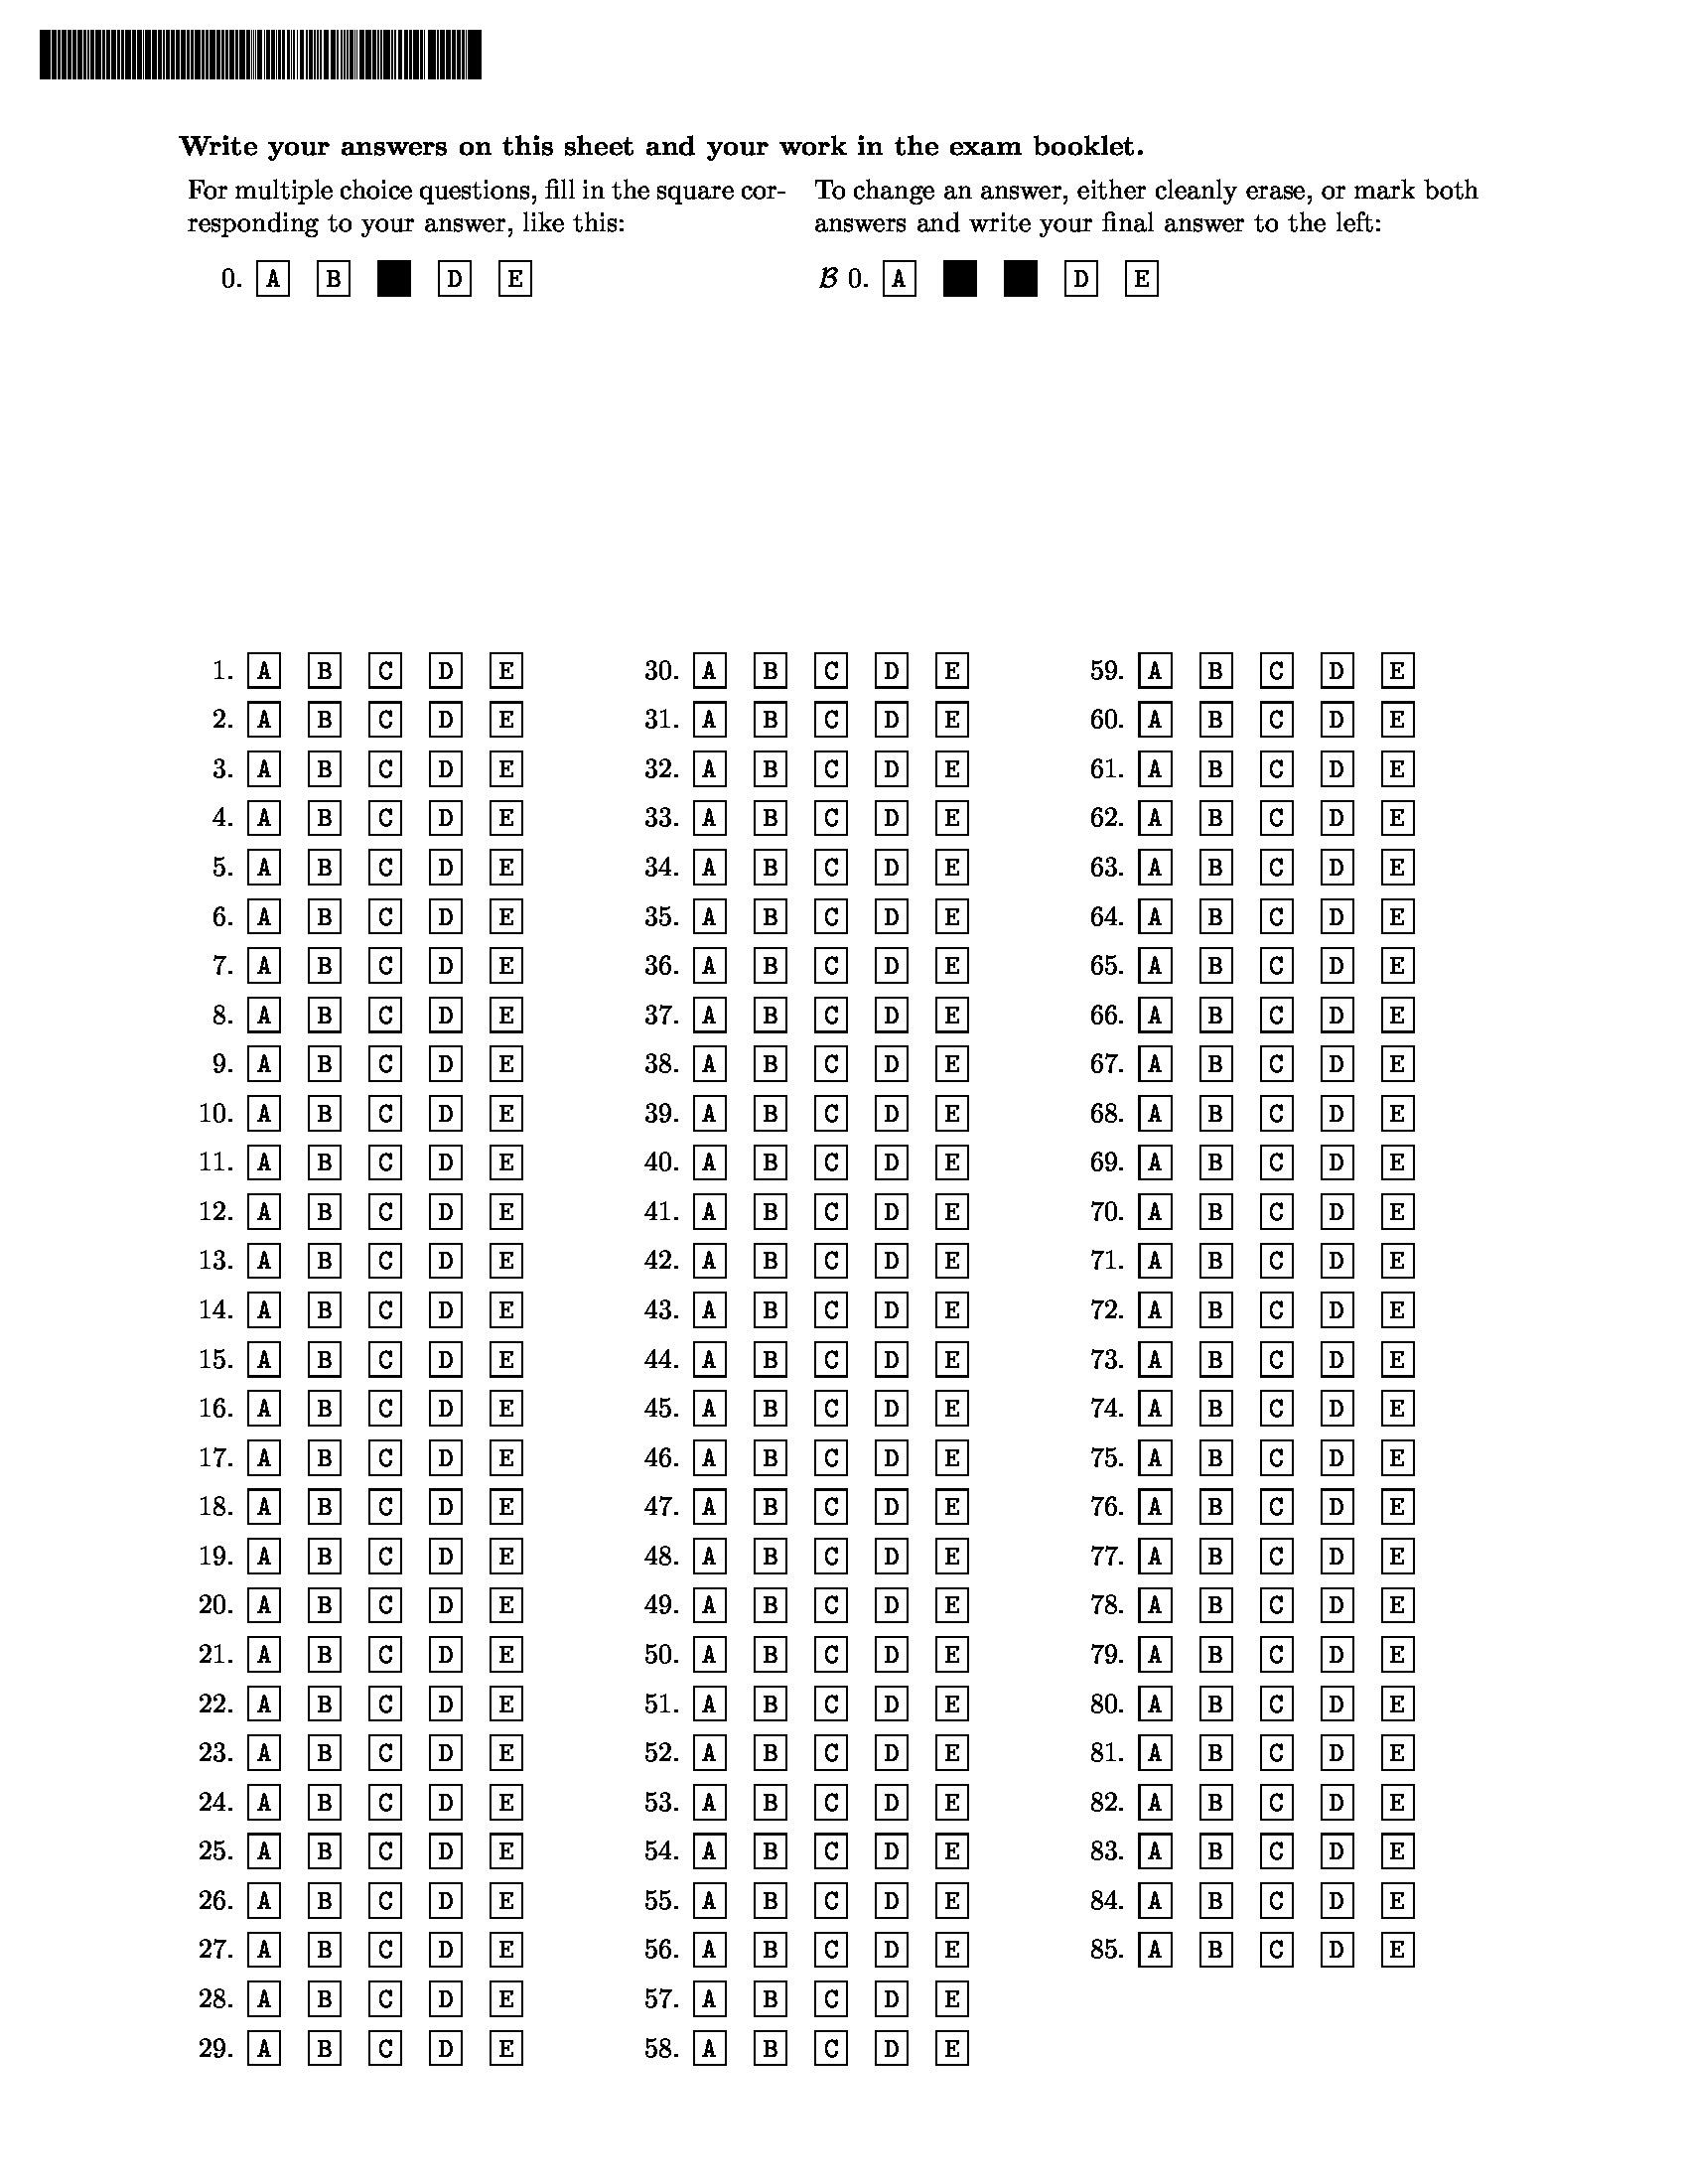 Write your answers on this sheet and your work in the exam booklet.
For multiple choice questions, fill in the square cor-
responding to your answer, like this:
0. A B D E
To change an answer, either cleanly erase, or mark both
answers and write your final answer to the left:
B 0. A D E
1. A B C D E
2. A B C D E
3. A B C D E
4. A B C D E
5. A B C D E
6. A B C D E
7. A B C D E
8. A B C D E
9. A B C D E
10. A B C D E
11. A B C D E
12. A B C D E
13. A B C D E
14. A B C D E
15. A B C D E
16. A B C D E
17. A B C D E
18. A B C D E
19. A B C D E
20. A B C D E
21. A B C D E
22. A B C D E
23. A B C D E
24. A B C D E
25. A B C D E
26. A B C D E
27. A B C D E
28. A B C D E
29. A B C D E
30. A B C D E
31. A B C D E
32. A B C D E
33. A B C D E
34. A B C D E
35. A B C D E
36. A B C D E
37. A B C D E
38. A B C D E
39. A B C D E
40. A B C D E
41. A B C D E
42. A B C D E
43. A B C D E
44. A B C D E
45. A B C D E
46. A B C D E
47. A B C D E
48. A B C D E
49. A B C D E
50. A B C D E
51. A B C D E
52. A B C D E
53. A B C D E
54. A B C D E
55. A B C D E
56. A B C D E
57. A B C D E
58. A B C D E
59. A B C D E
60. A B C D E
61. A B C D E
62. A B C D E
63. A B C D E
64. A B C D E
65. A B C D E
66. A B C D E
67. A B C D E
68. A B C D E
69. A B C D E
70. A B C D E
71. A B C D E
72. A B C D E
73. A B C D E
74. A B C D E
75. A B C D E
76. A B C D E
77. A B C D E
78. A B C D E
79. A B C D E
80. A B C D E
81. A B C D E
82. A B C D E
83. A B C D E
84. A B C D E
85. A B C D E